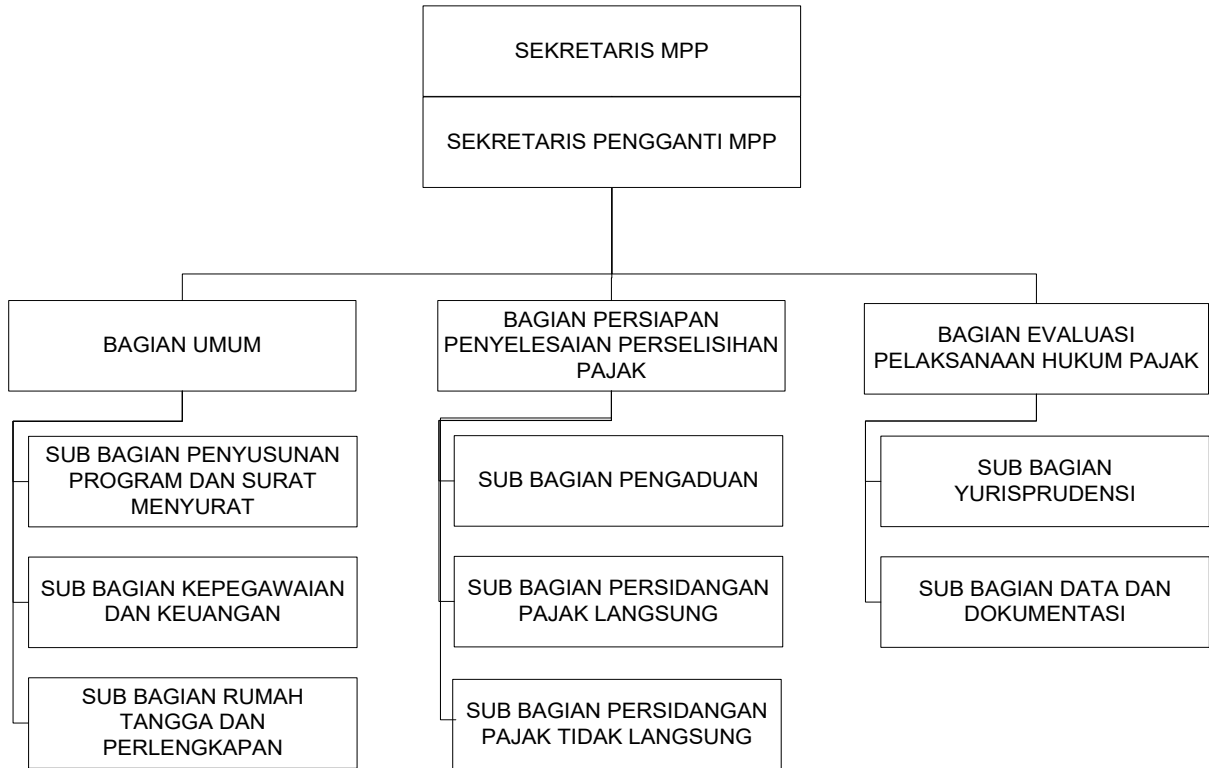 SEKRETARIS MPP
SEKRETARIS PENGGANTI MPP
BAGIAN UMUM
BAGIAN PERSIAPAN
PENYELESAIAN PERSELISIHAN
PAJAK
BAGIAN EVALUASI
PELAKSANAAN HUKUM PAJAK
SUB BAGIAN PENYUSUNAN
PROGRAM DAN SURAT
MENYURAT
SUB BAGIAN KEPEGAWAIAN
DAN KEUANGAN
SUB BAGIAN RUMAH
TANGGA DAN
PERLENGKAPAN
SUB BAGIAN PENGADUAN
SUB BAGIAN PERSIDANGAN
PAJAK LANGSUNG
SUB BAGIAN PERSIDANGAN
PAJAK TIDAK LANGSUNG
SUB BAGIAN
YURISPRUDENSI
SUB BAGIAN DATA DAN
DOKUMENTASI